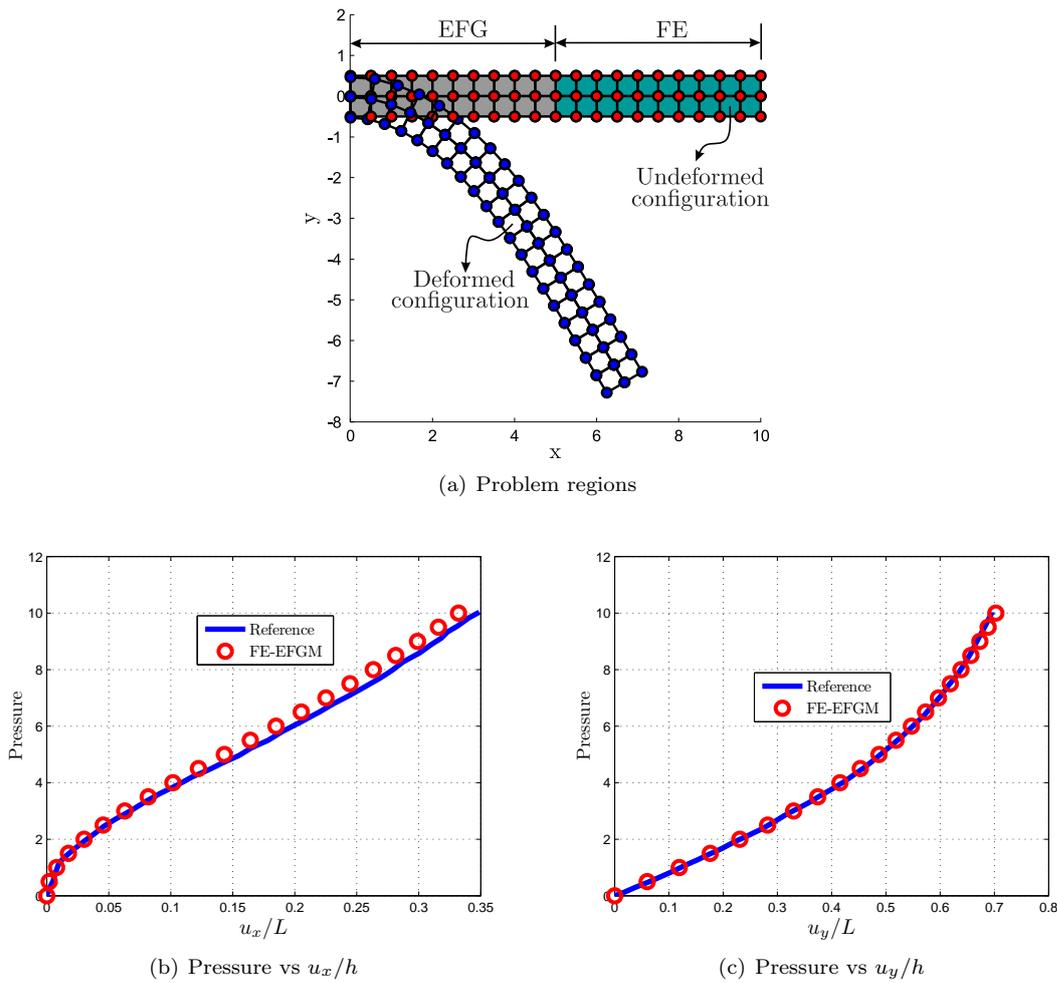 2
1
0
-1
-2
-3
-4
-5
-6
-7
-8
y
EFG
FE
Undeformed
configuration
Deformed
configuration
0
2
4
6
8
10
x
(a) Problem regions
12
10
8
6
4
2
0
Pressure
Reference
FE-EFGM
0
0.05
0.1
0.15
0.2
0.25
0.3
0.35
u_x/L
(b) Pressure vs u_x/h
12
10
8
6
4
2
0
Pressure
Reference
FE-EFGM
0
0.1
0.2
0.3
0.4
0.5
0.6
0.7
0.8
u_y/L
(c) Pressure vs u_y/h